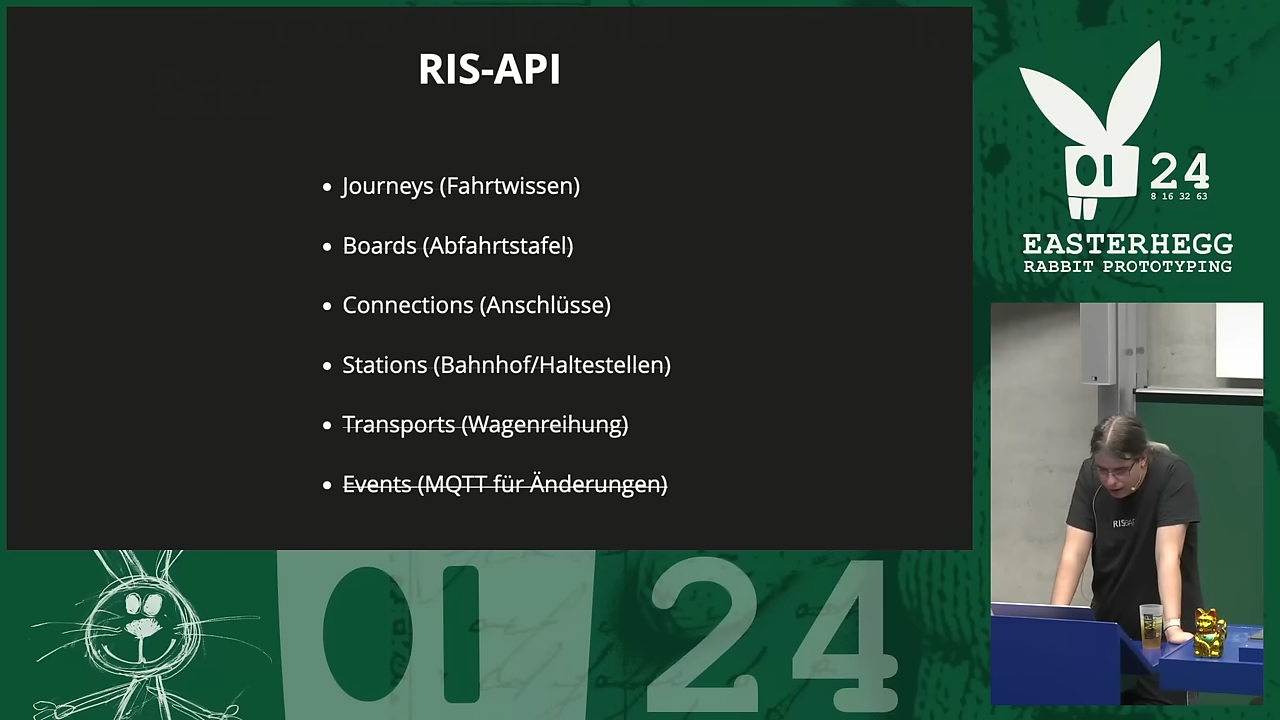 RIS-API
Journeys (Fahrtwissen)
Boards (Abfahrtstafel)
Connections (Anschlüsse)
Stations (Bahnhof/Haltestellen)
Transports (Wagenreihung)
Events (MQTT für Änderungen)
24
8 16 32 63
EASTERHEGG
RABBIT PROTOTYPING
24